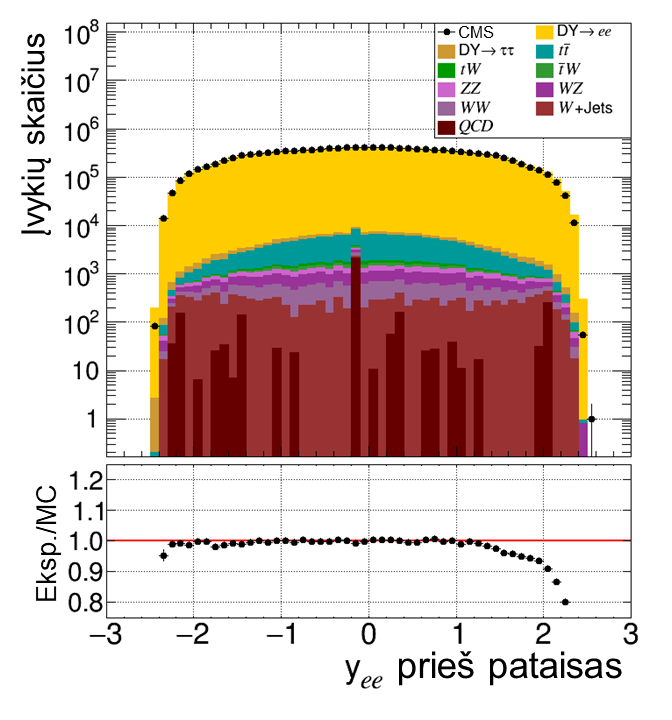 Įvykių skaičius
10⁸
10⁷
10⁶
10⁵
10⁴
10³
10²
10
1
CMS
DY→ee
DY→ττ
tt̄
tW
t̄W
ZZ
WZ
WW
W+Jets
QCD
Eksp./MC
1.2
1.1
1.0
0.9
0.8
−3 −2 −1 0 1 2 3
y_ee prieš pataisas